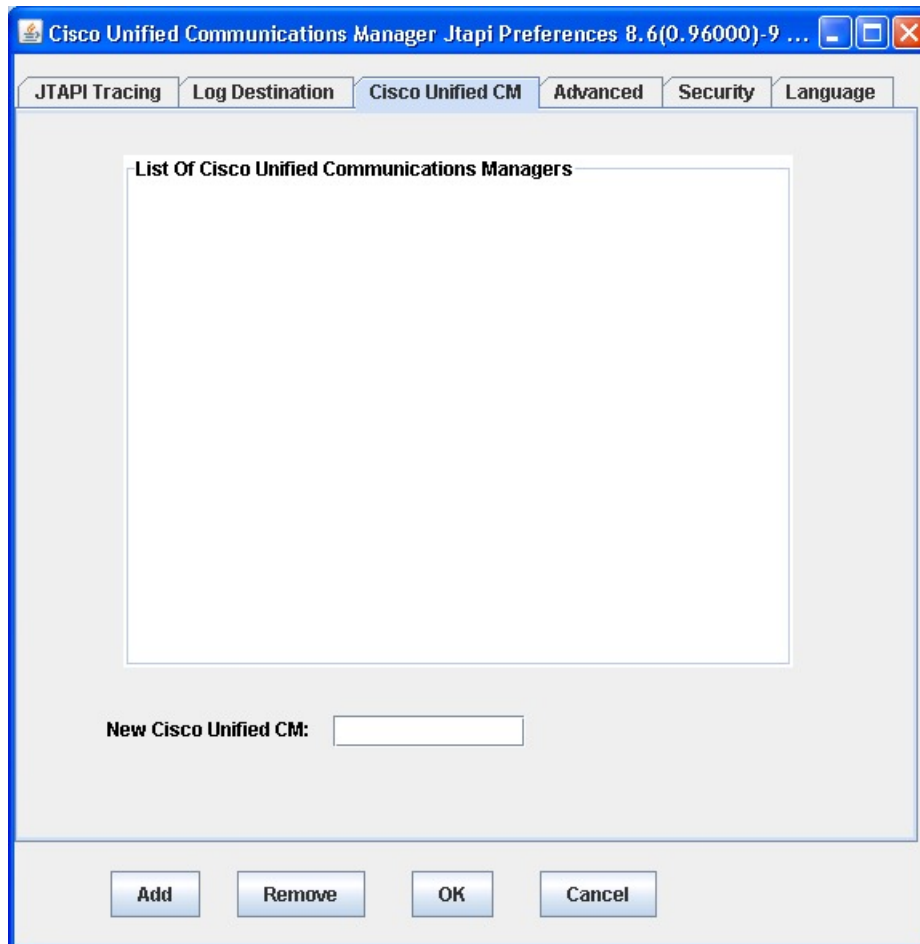 Cisco Unified Communications Manager Jtapi Preferences 8.6(0.96000)-9 ...
JTAPI Tracing Log Destination Cisco Unified CM Advanced Security Language
List Of Cisco Unified Communications Managers
New Cisco Unified CM:
Add Remove OK Cancel